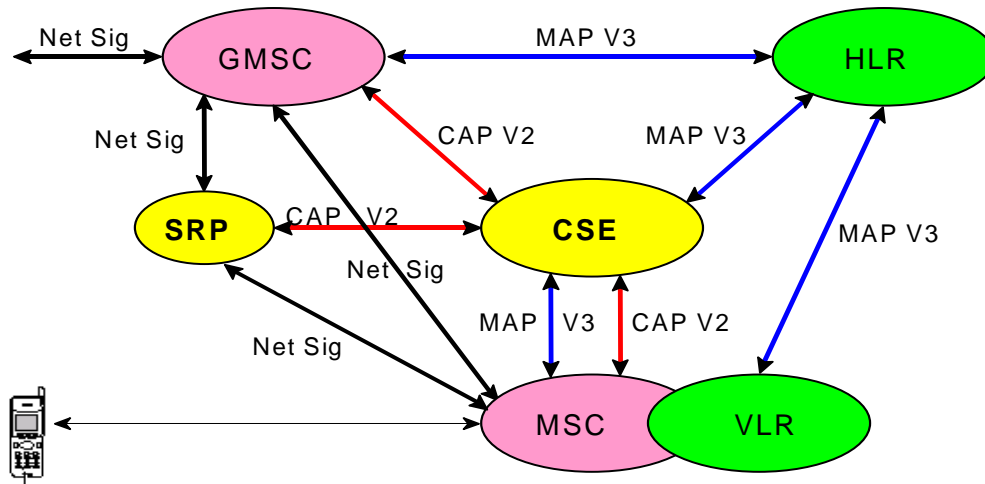 Net Sig
GMSC
MAP V3
HLR
Net Sig
CAP V2
MAP V3
SRP
CAP V2
CSE
MAP V3
Net Sig
Net Sig
MAP V3
CAP V2
MSC
VLR